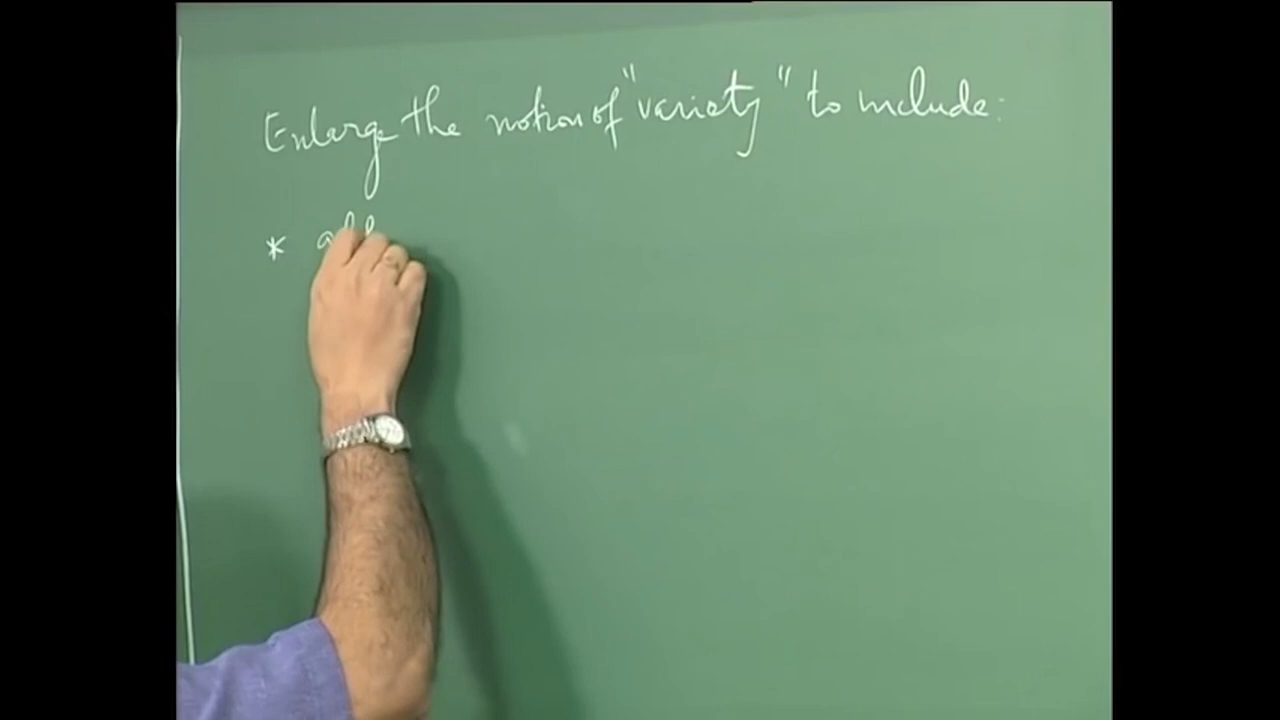 Enlarge the notion of "variety" to include:
*